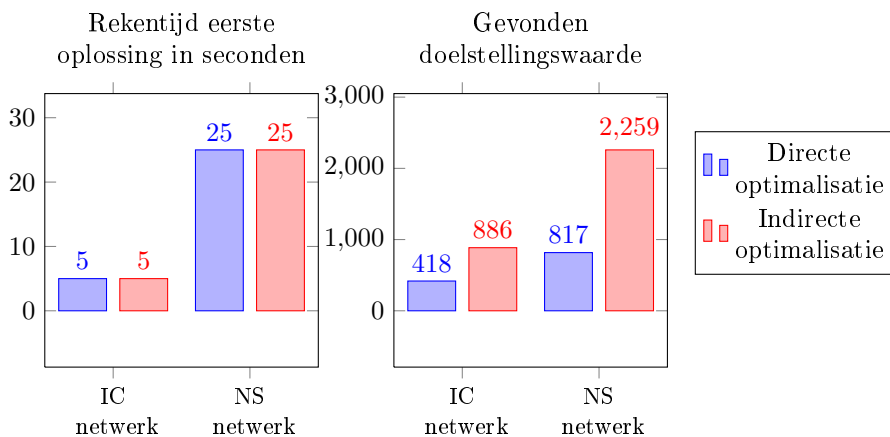 Rekentijd eerste
oplossing in seconden
30
20
10
0
5
5
25
25
IC
netwerk
NS
netwerk
Gevonden
doelstellingswaarde
3,000
2,000
1,000
0
418
886
817
2,259
IC
netwerk
NS
netwerk
Directe
optimalisatie
Indirecte
optimalisatie